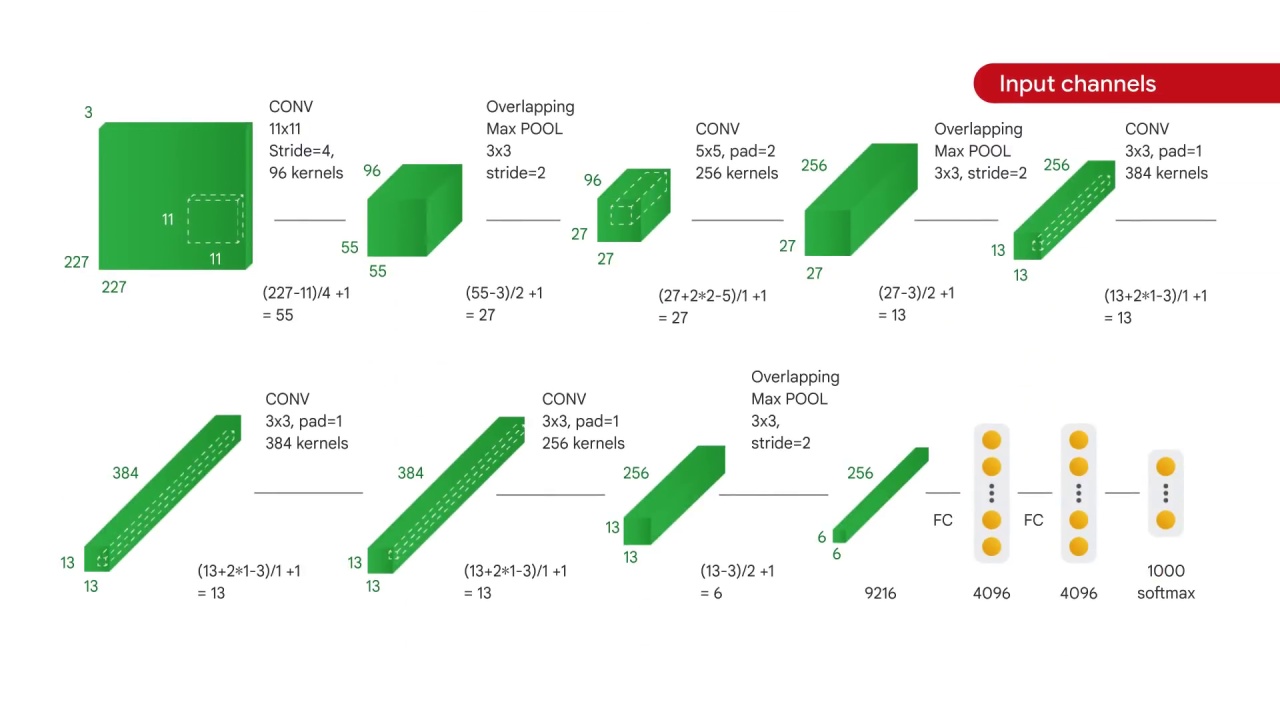 Input channels
3
227
227
11
11
CONV
11x11
Stride=4,
96 kernels
(227-11)/4 +1
= 55
96
55
55
Overlapping
Max POOL
3x3
stride=2
(55-3)/2 +1
= 27
96
27
27
CONV
5x5, pad=2
256 kernels
(27+2*2-5)/1 +1
= 27
256
27
27
Overlapping
Max POOL
3x3, stride=2
(27-3)/2 +1
= 13
256
13
13
CONV
3x3, pad=1
384 kernels
(13+2*1-3)/1 +1
= 13
384
13
13
CONV
3x3, pad=1
384 kernels
(13+2*1-3)/1 +1
= 13
384
13
13
CONV
3x3, pad=1
256 kernels
(13+2*1-3)/1 +1
= 13
256
13
13
Overlapping
Max POOL
3x3,
stride=2
(13-3)/2 +1
= 6
256
6
6
9216
FC
4096
FC
4096
1000
softmax